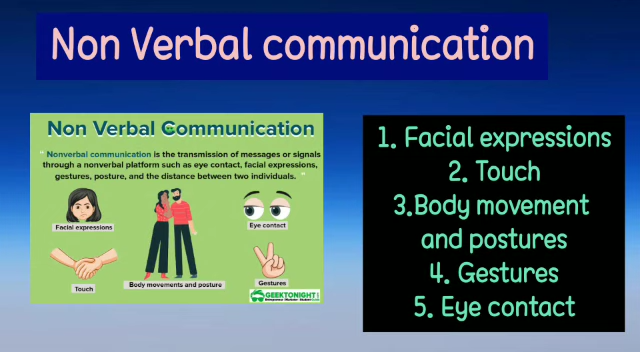 Non Verbal communication
Non Verbal Communication
" Nonverbal communication is the transmission of messages or signals
through a nonverbal platform such as eye contact, facial expressions,
gestures, posture, and the distance between two individuals. "
Facial expressions
Eye contact
Touch
Body movements and posture
Gestures
GEEKTONIGHT!
1. Facial expressions
2. Touch
3.Body movement
and postures
4. Gestures
5. Eye contact